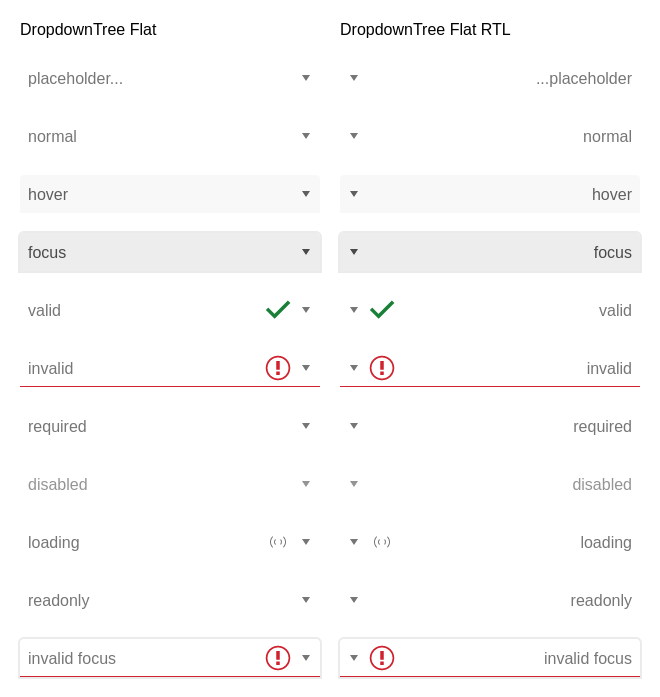 DropdownTree Flat
DropdownTree Flat RTL
placeholder...
...placeholder
normal
normal
hover
hover
focus
focus
valid
valid
invalid
invalid
required
required
disabled
disabled
loading
loading
readonly
readonly
invalid focus
invalid focus